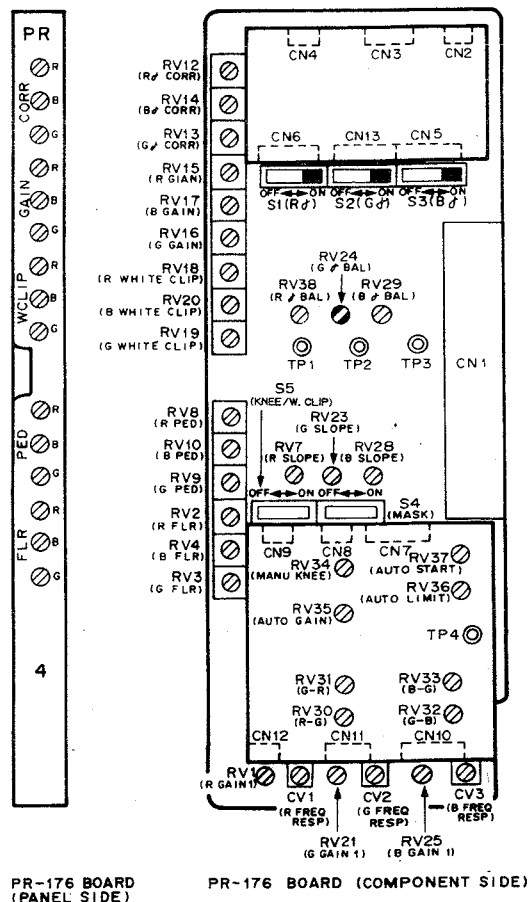 PR
R
CORR
B
G
R
GAIN
B
G
R
WCLIP
B
G
R
PED
B
G
R
FLR
B
G
4
PR-176 BOARD
(PANEL SIDE)
RV12
(R♂ CORR)
RV14
(B♂ CORR)
RV13
(G♂ CORR)
RV15
(R GIAN)
RV17
(B GAIN)
RV16
(G GAIN)
RV18
(R WHITE CLIP)
RV20
(B WHITE CLIP)
RV19
(G WHITE CLIP)
RV8
(R PED)
RV10
(B PED)
RV9
(G PED)
RV2
(R FLR)
RV4
(B FLR)
RV3
(G FLR)
CN4
CN3
CN2
CN6
CN13
CN5
OFF ↔ ON
OFF ↔ ON
OFF ↔ ON
S1(R♂)
S2(G♂)
S3(B♂)
RV24
(G ♂ BAL)
RV38
(R ♂ BAL)
RV29
(B ♂ BAL)
TP1
TP2
TP3
CN1
S5
(KNEE/W. CLIP)
RV23
(G SLOPE)
RV7
(R SLOPE)
RV28
(B SLOPE)
OFF ↔ ON
OFF ↔ ON
S4
(MASK)
CN9
CN8
CN7
RV34
(MANU KNEE)
RV37
(AUTO START)
RV36
(AUTO LIMIT)
RV35
(AUTO GAIN)
TP4
RV31
(G-R)
RV33
(B-G)
RV30
(R-G)
RV32
(G-B)
CN12
CN11
CN10
RV1
(R GAIN1)
CV1
(R FREQ
RESP)
CV2
(G FREQ
RESP)
CV3
(B FREQ
RESP)
RV21
(G GAIN 1)
RV25
(B GAIN 1)
PR-176 BOARD (COMPONENT SIDE)